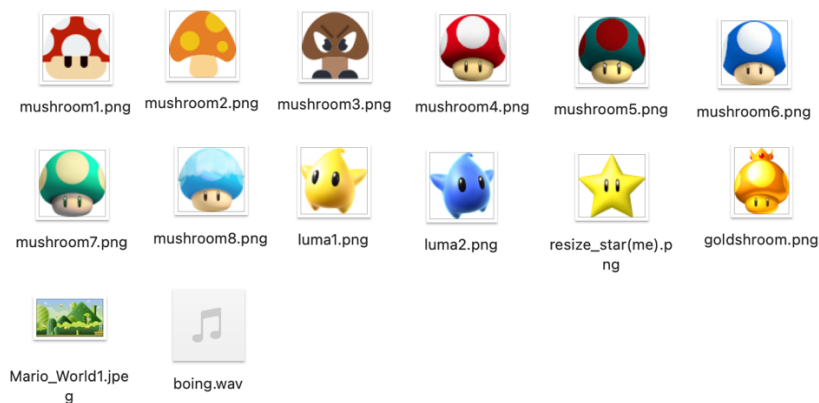 mushroom1.png
mushroom2.png
mushroom3.png
mushroom4.png
mushroom5.png
mushroom6.png
mushroom7.png
mushroom8.png
luma1.png
luma2.png
resize_star(me).p
ng
goldshroom.png
Mario_World1.jpe
g
boing.wav